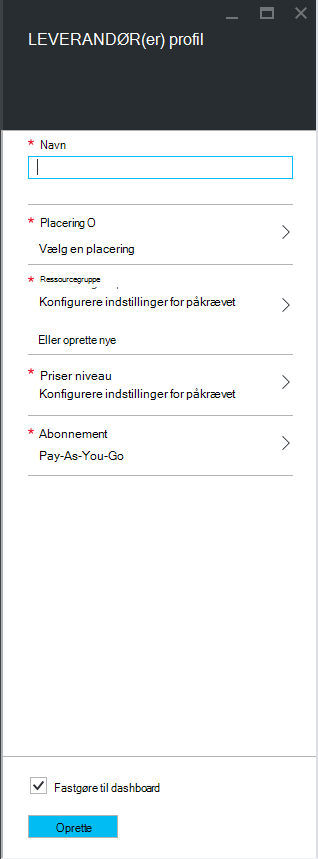 LEVERANDØR(er) profil
* Navn
* Placering O
Vælg en placering
* Ressourcegruppe
Konfigurere indstillinger for påkrævet
Eller oprette nye
* Priser niveau
Konfigurere indstillinger for påkrævet
* Abonnement
Pay-As-You-Go
Fastgøre til dashboard
Oprette